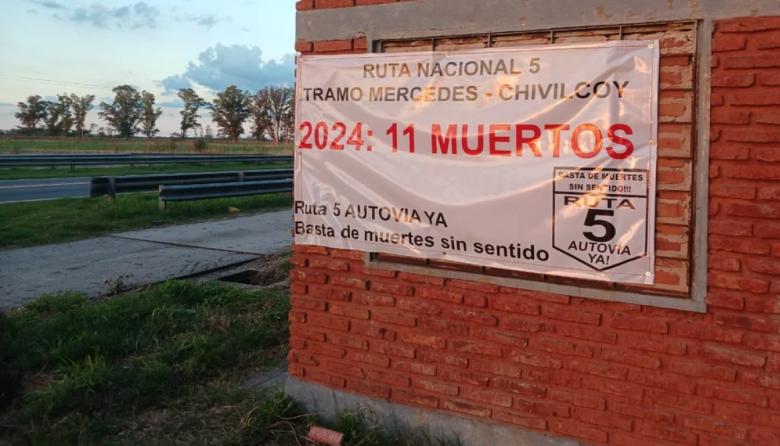 RUTA NACIONAL 5
TRAMO MERCEDES - CHIVILCOY
2024: 11 MUERTOS
Ruta 5 AUTOVIA YA
Basta de muertes sin sentido
BASTA DE MUERTES
SIN SENTIDO!!!
RUTA
5
AUTOVIA
YA!